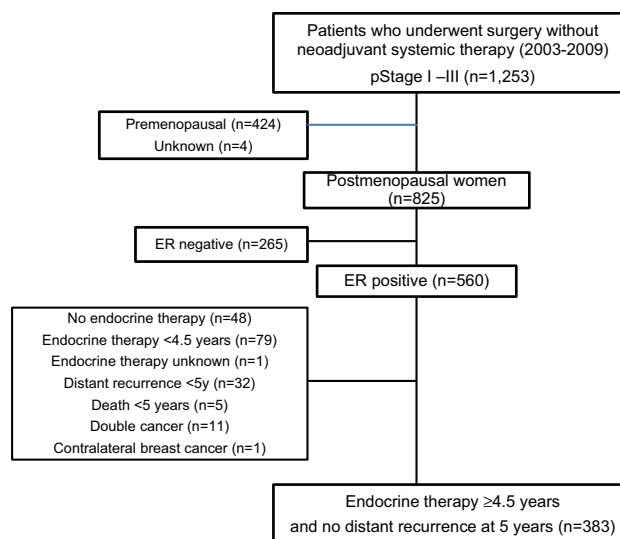 Patients who underwent surgery without
neoadjuvant systemic therapy (2003-2009)
pStage I –III (n=1,253)
Premenopausal (n=424)
Unknown (n=4)
Postmenopausal women
(n=825)
ER negative (n=265)
ER positive (n=560)
No endocrine therapy (n=48)
Endocrine therapy <4.5 years (n=79)
Endocrine therapy unknown (n=1)
Distant recurrence <5y (n=32)
Death <5 years (n=5)
Double cancer (n=11)
Contralateral breast cancer (n=1)
Endocrine therapy ≥4.5 years
and no distant recurrence at 5 years (n=383)